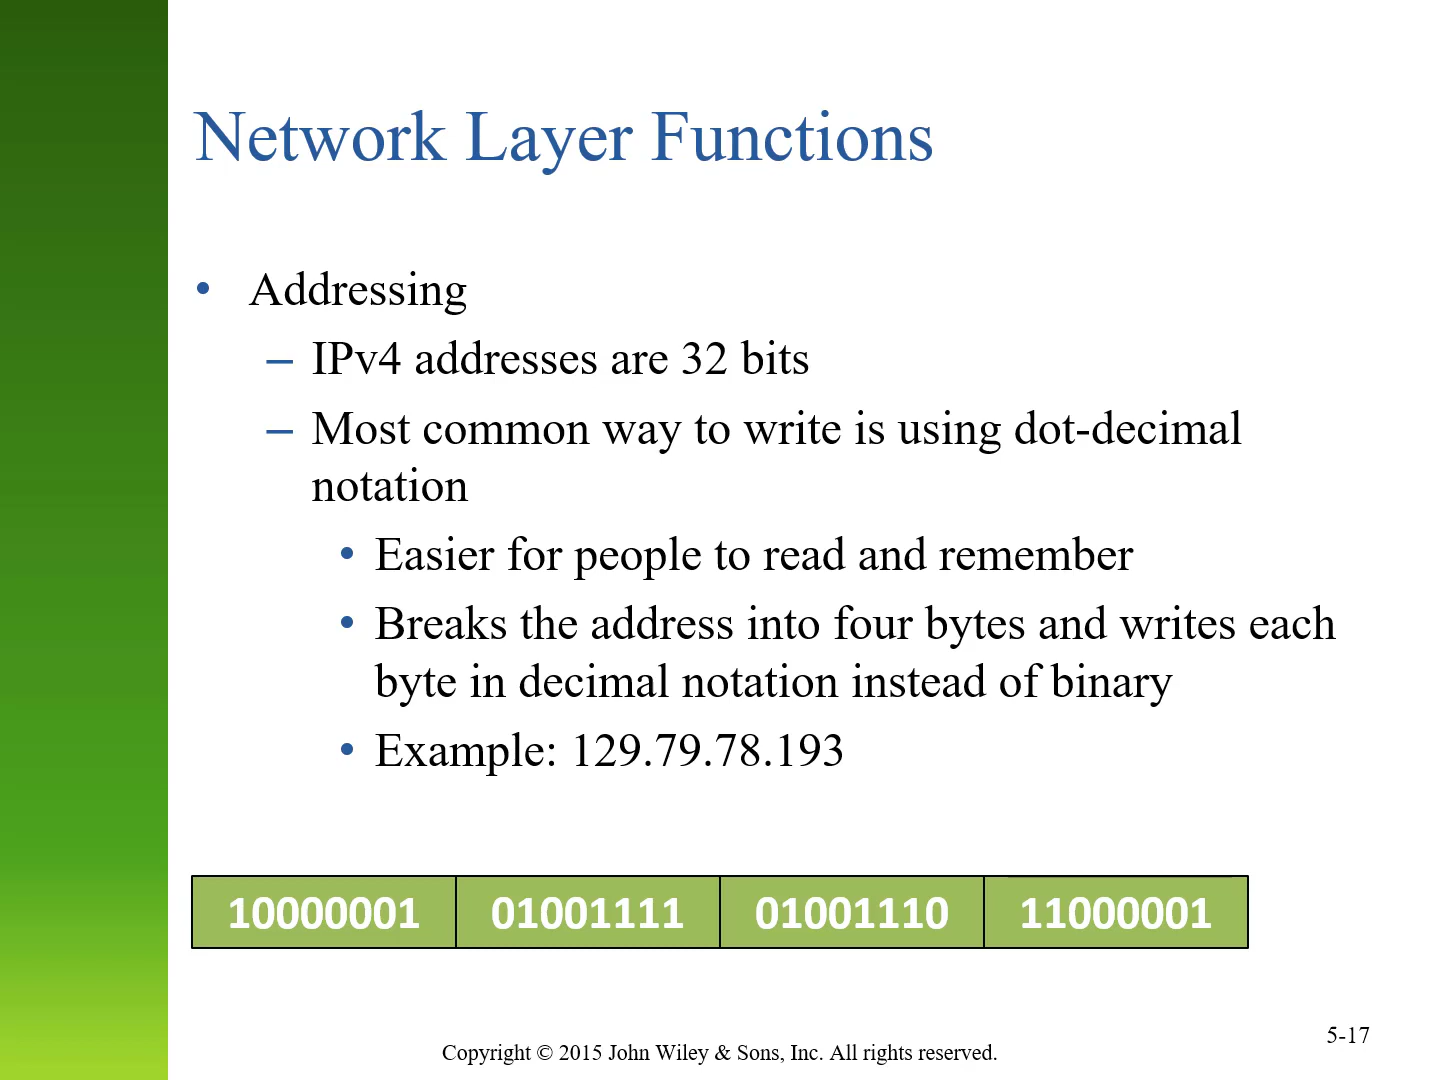 Network Layer Functions
• Addressing
– IPv4 addresses are 32 bits
– Most common way to write is using dot-decimal
notation
• Easier for people to read and remember
• Breaks the address into four bytes and writes each
byte in decimal notation instead of binary
• Example: 129.79.78.193
10000001 01001111 01001110 11000001
5-17
Copyright © 2015 John Wiley & Sons, Inc. All rights reserved.